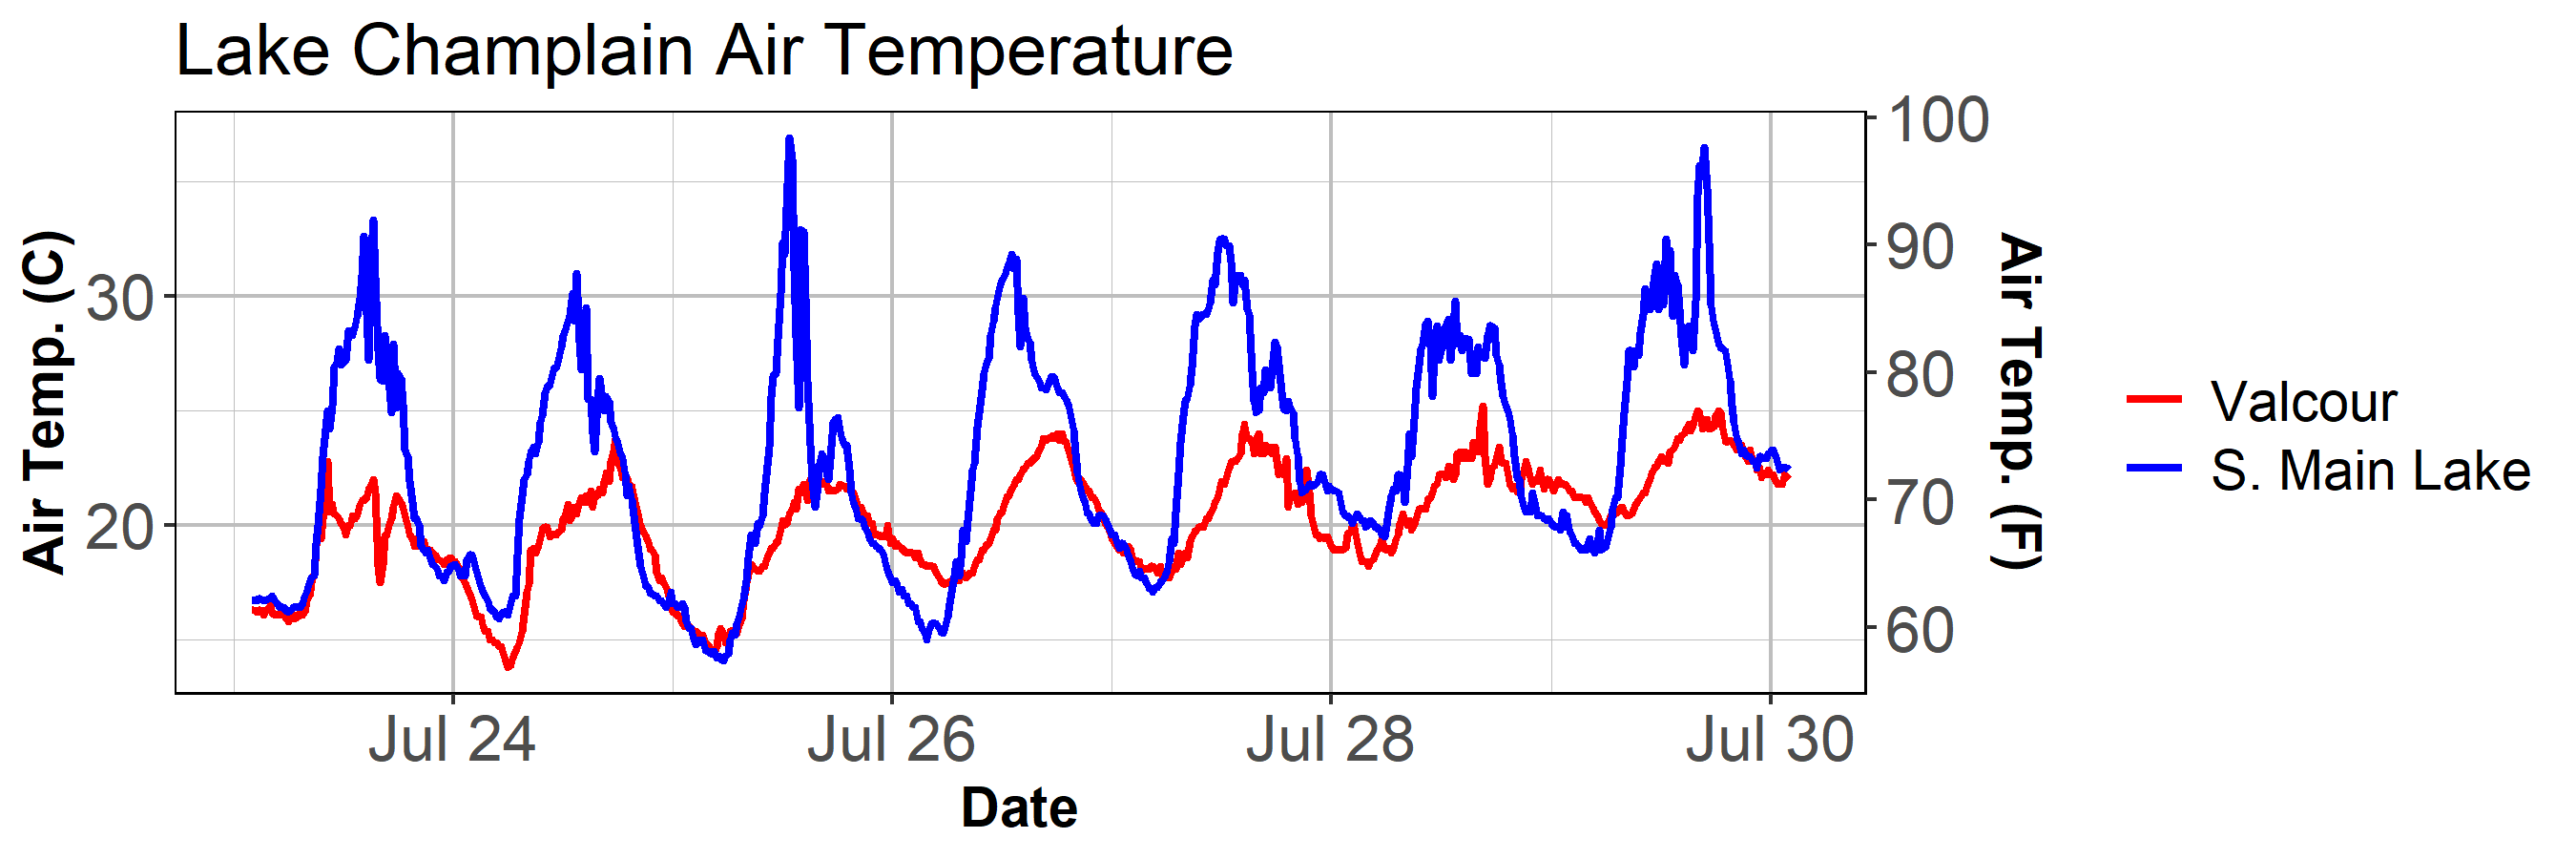 Lake Champlain Air Temperature
Air Temp. (C)
30
20
100
90
80
70
60
Air Temp. (F)
Jul 24
Jul 26
Jul 28
Jul 30
Date
Valcour
S. Main Lake